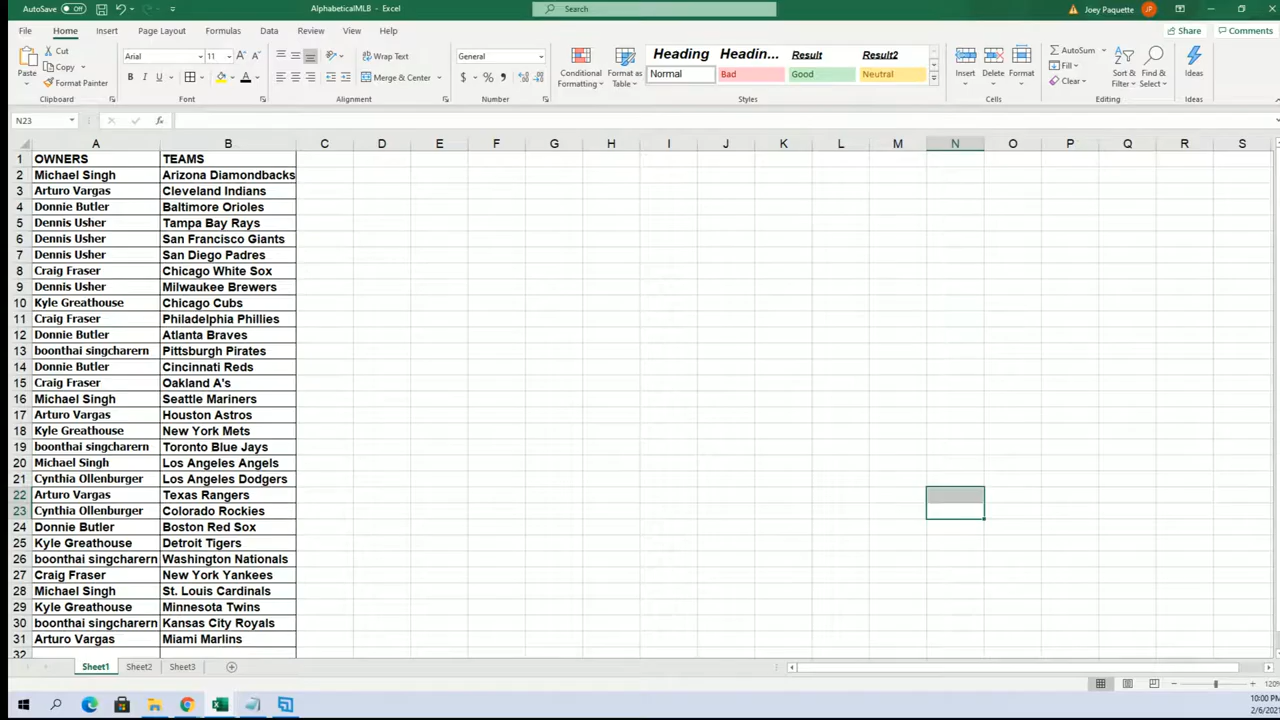 AutoSave Off AlphabeticalMLB - Excel Search Joey Paquette JP
File Home Insert Page Layout Formulas Data Review View Help Share Comments
Paste Cut Copy Format Painter Clipboard
Arial 11 B I U A Font
Wrap Text Merge & Center Alignment
General $ % Number
Conditional Formatting Format as Table
Heading Headin... Result Result2
Normal Bad Good Neutral
Styles
Insert Delete Format Cells
AutoSum Fill Clear Sort & Filter Find & Select Editing
Ideas Ideas
N23 fx
A B C D E F G H I J K L M N O P Q R S
1 OWNERS TEAMS
2 Michael Singh Arizona Diamondbacks
3 Arturo Vargas Cleveland Indians
4 Donnie Butler Baltimore Orioles
5 Dennis Usher Tampa Bay Rays
6 Dennis Usher San Francisco Giants
7 Dennis Usher San Diego Padres
8 Craig Fraser Chicago White Sox
9 Dennis Usher Milwaukee Brewers
10 Kyle Greathouse Chicago Cubs
11 Craig Fraser Philadelphia Phillies
12 Donnie Butler Atlanta Braves
13 boonthai singcharern Pittsburgh Pirates
14 Donnie Butler Cincinnati Reds
15 Craig Fraser Oakland A's
16 Michael Singh Seattle Mariners
17 Arturo Vargas Houston Astros
18 Kyle Greathouse New York Mets
19 boonthai singcharern Toronto Blue Jays
20 Michael Singh Los Angeles Angels
21 Cynthia Ollenburger Los Angeles Dodgers
22 Arturo Vargas Texas Rangers
23 Cynthia Ollenburger Colorado Rockies
24 Donnie Butler Boston Red Sox
25 Kyle Greathouse Detroit Tigers
26 boonthai singcharern Washington Nationals
27 Craig Fraser New York Yankees
28 Michael Singh St. Louis Cardinals
29 Kyle Greathouse Minnesota Twins
30 boonthai singcharern Kansas City Royals
31 Arturo Vargas Miami Marlins
32
Sheet1 Sheet2 Sheet3
120%
10:00 PM